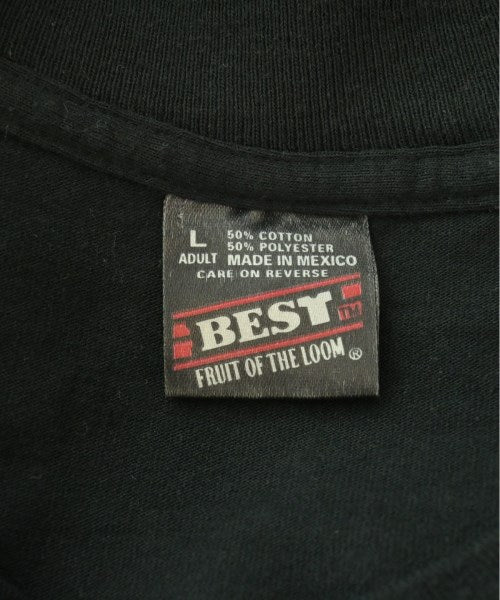 L 50% COTTON
50% POLYESTER
ADULT MADE IN MEXICO
CARE ON REVERSE
BEST TM
FRUIT OF THE LOOM ®